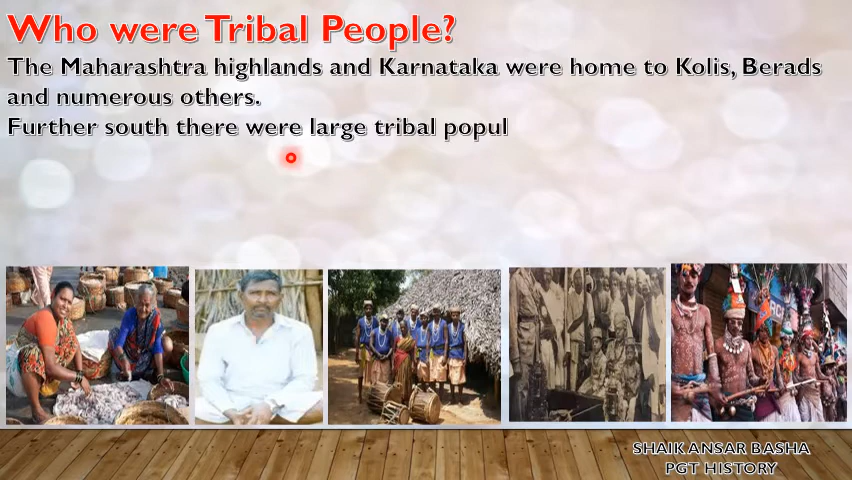 Who were Tribal People?
The Maharashtra highlands and Karnataka were home to Kolis, Berads
and numerous others.
Further south there were large tribal popul
SHAIK ANSAR BASHA
PGT HISTORY